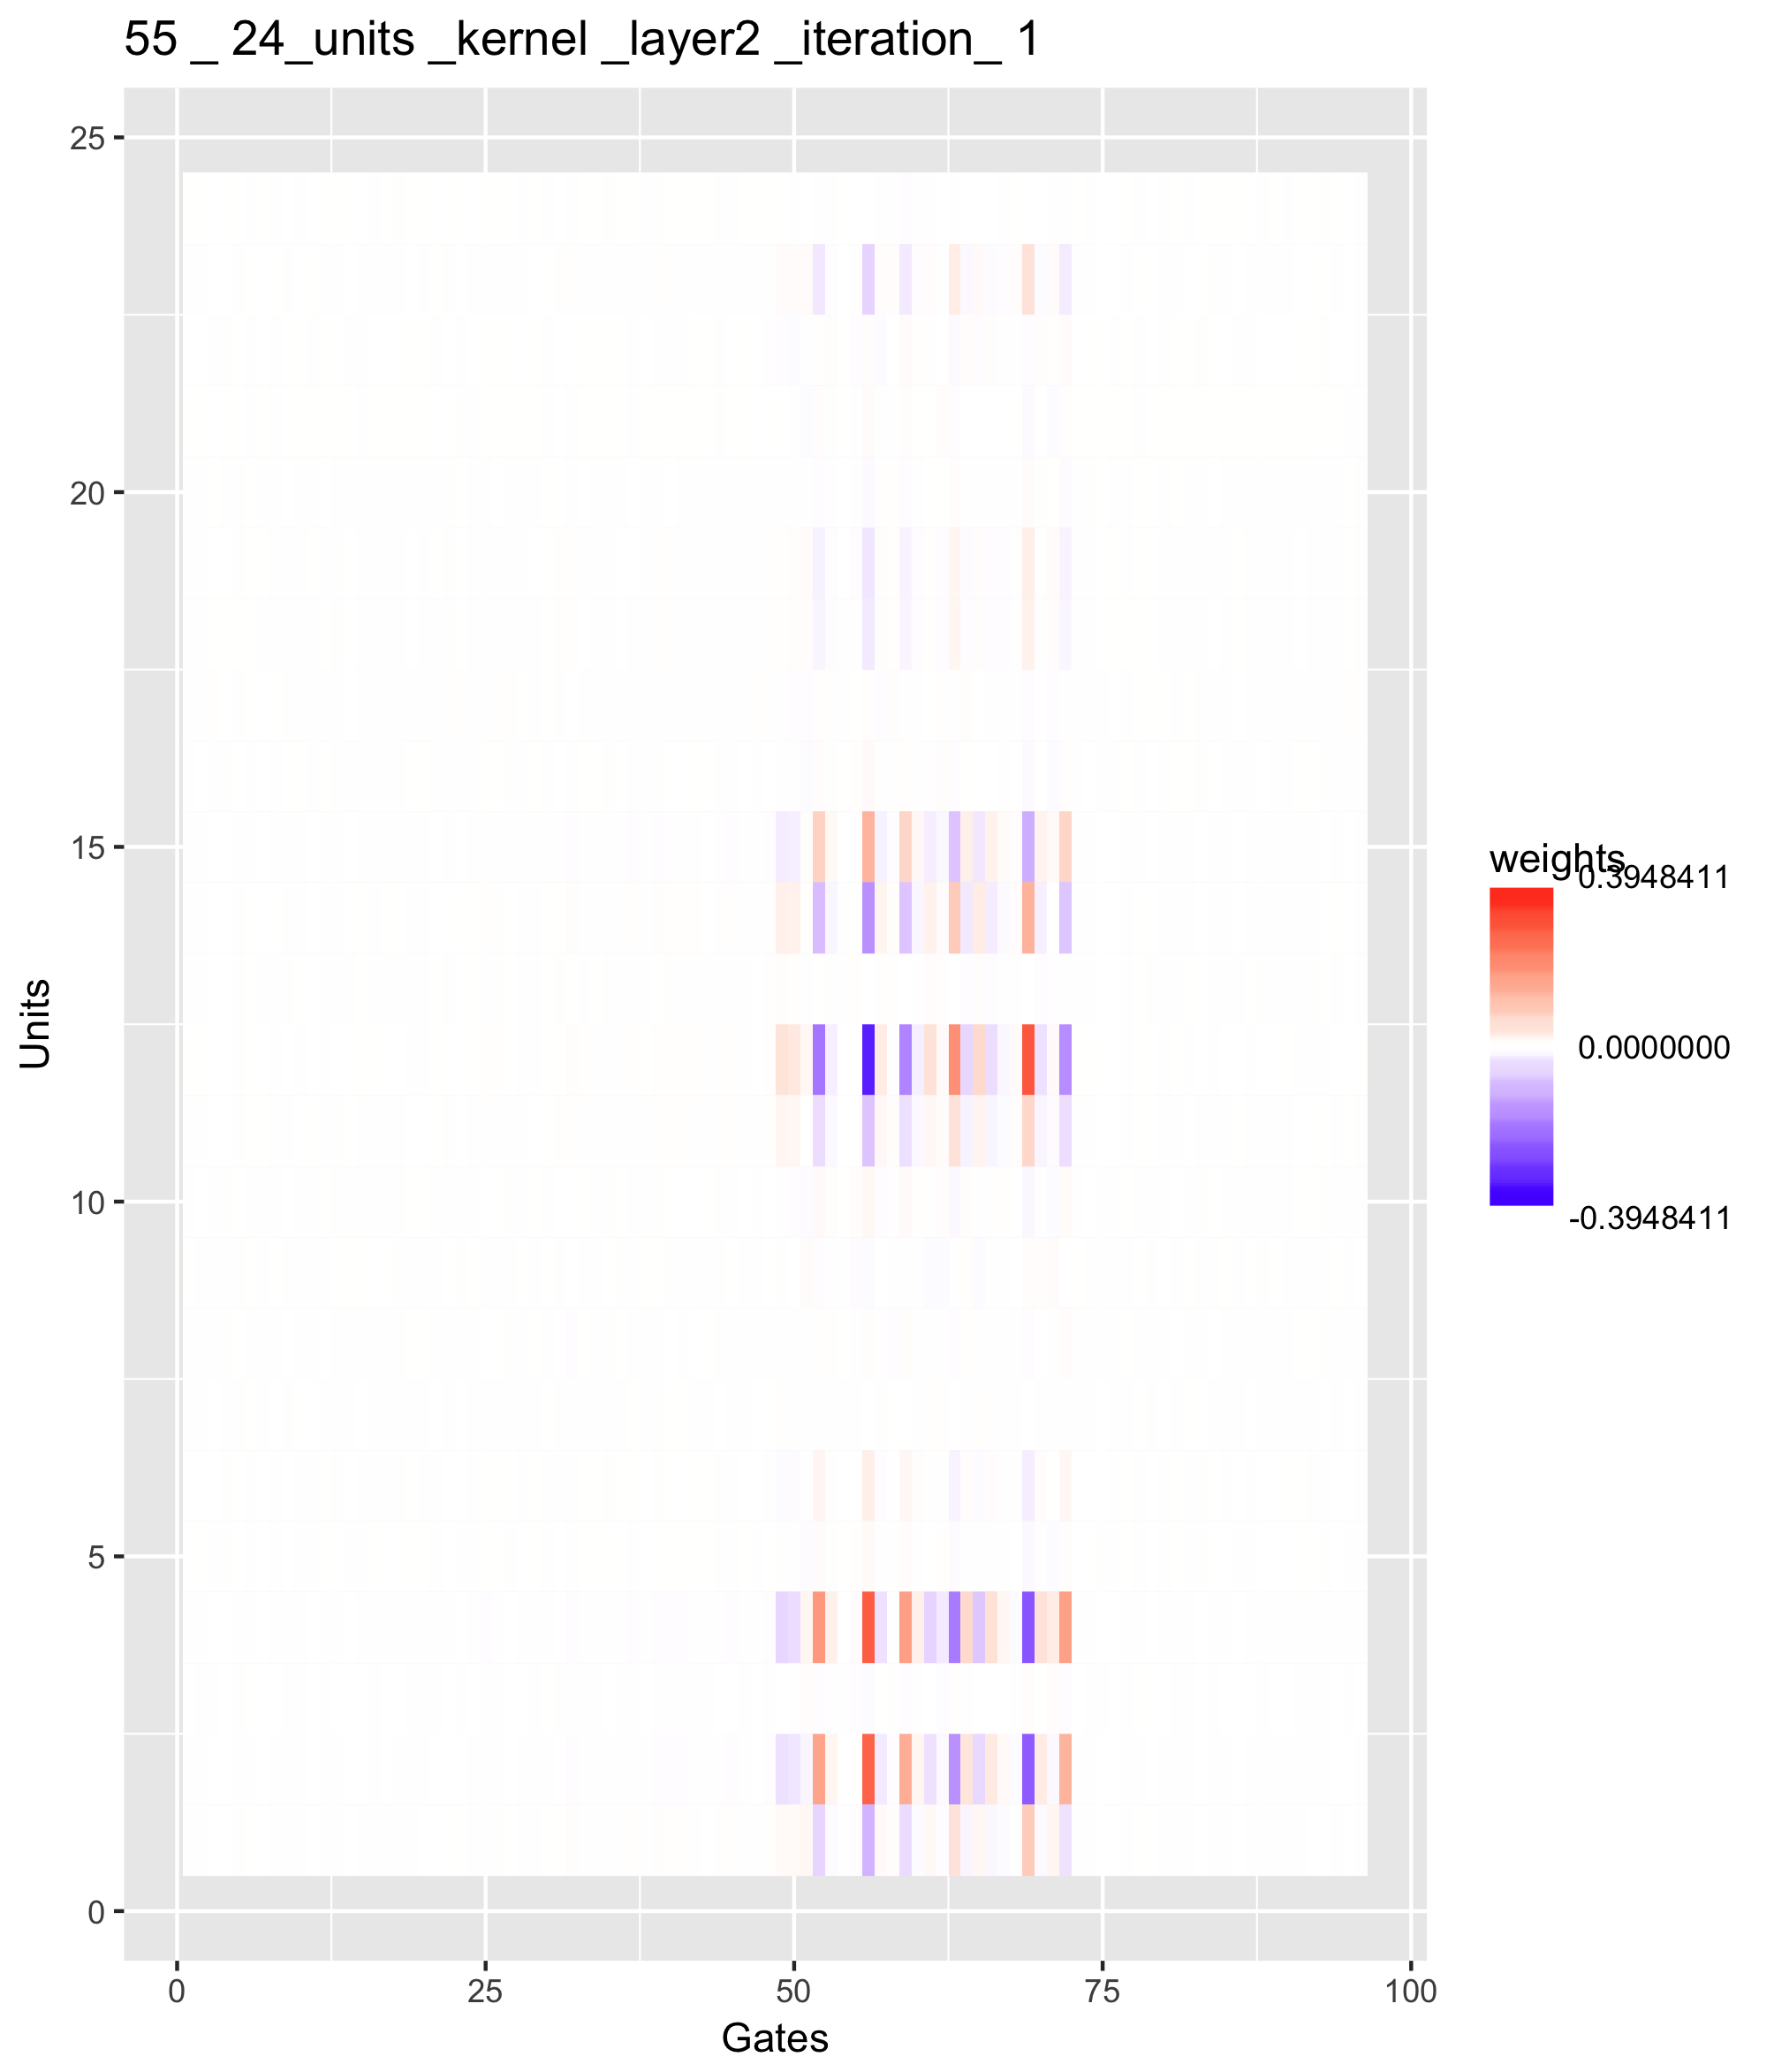 55 _ 24_units _kernel _layer2 _iteration_ 1
25
20
15
10
5
0
Units
0 25 50 75 100
Gates
weights
0.3948411
0.0000000
-0.3948411